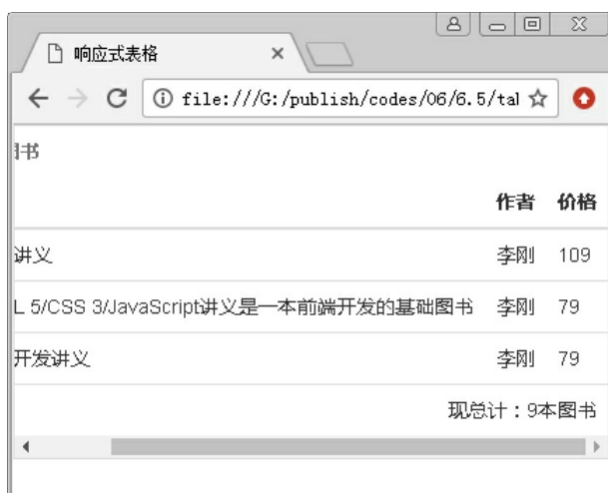 响应式表格
file:///G:/publish/codes/06/6.5/tal
图书
作者 价格
讲义 李刚 109
L 5/CSS 3/JavaScript讲义是一本前端开发的基础图书 李刚 79
开发讲义 李刚 79
现总计：9本图书